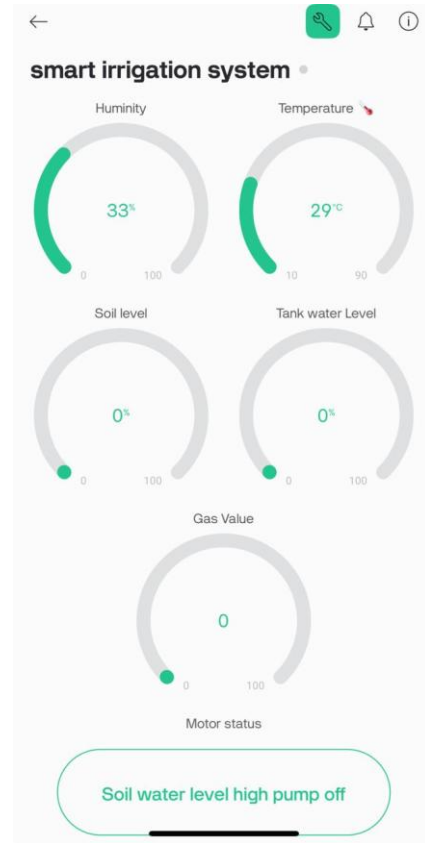 smart irrigation system
Huminity
Temperature
33%
29°C
0 100
10 90
Soil level
Tank water Level
0%
0%
0 100
0 100
Gas Value
0
0 100
Motor status
Soil water level high pump off